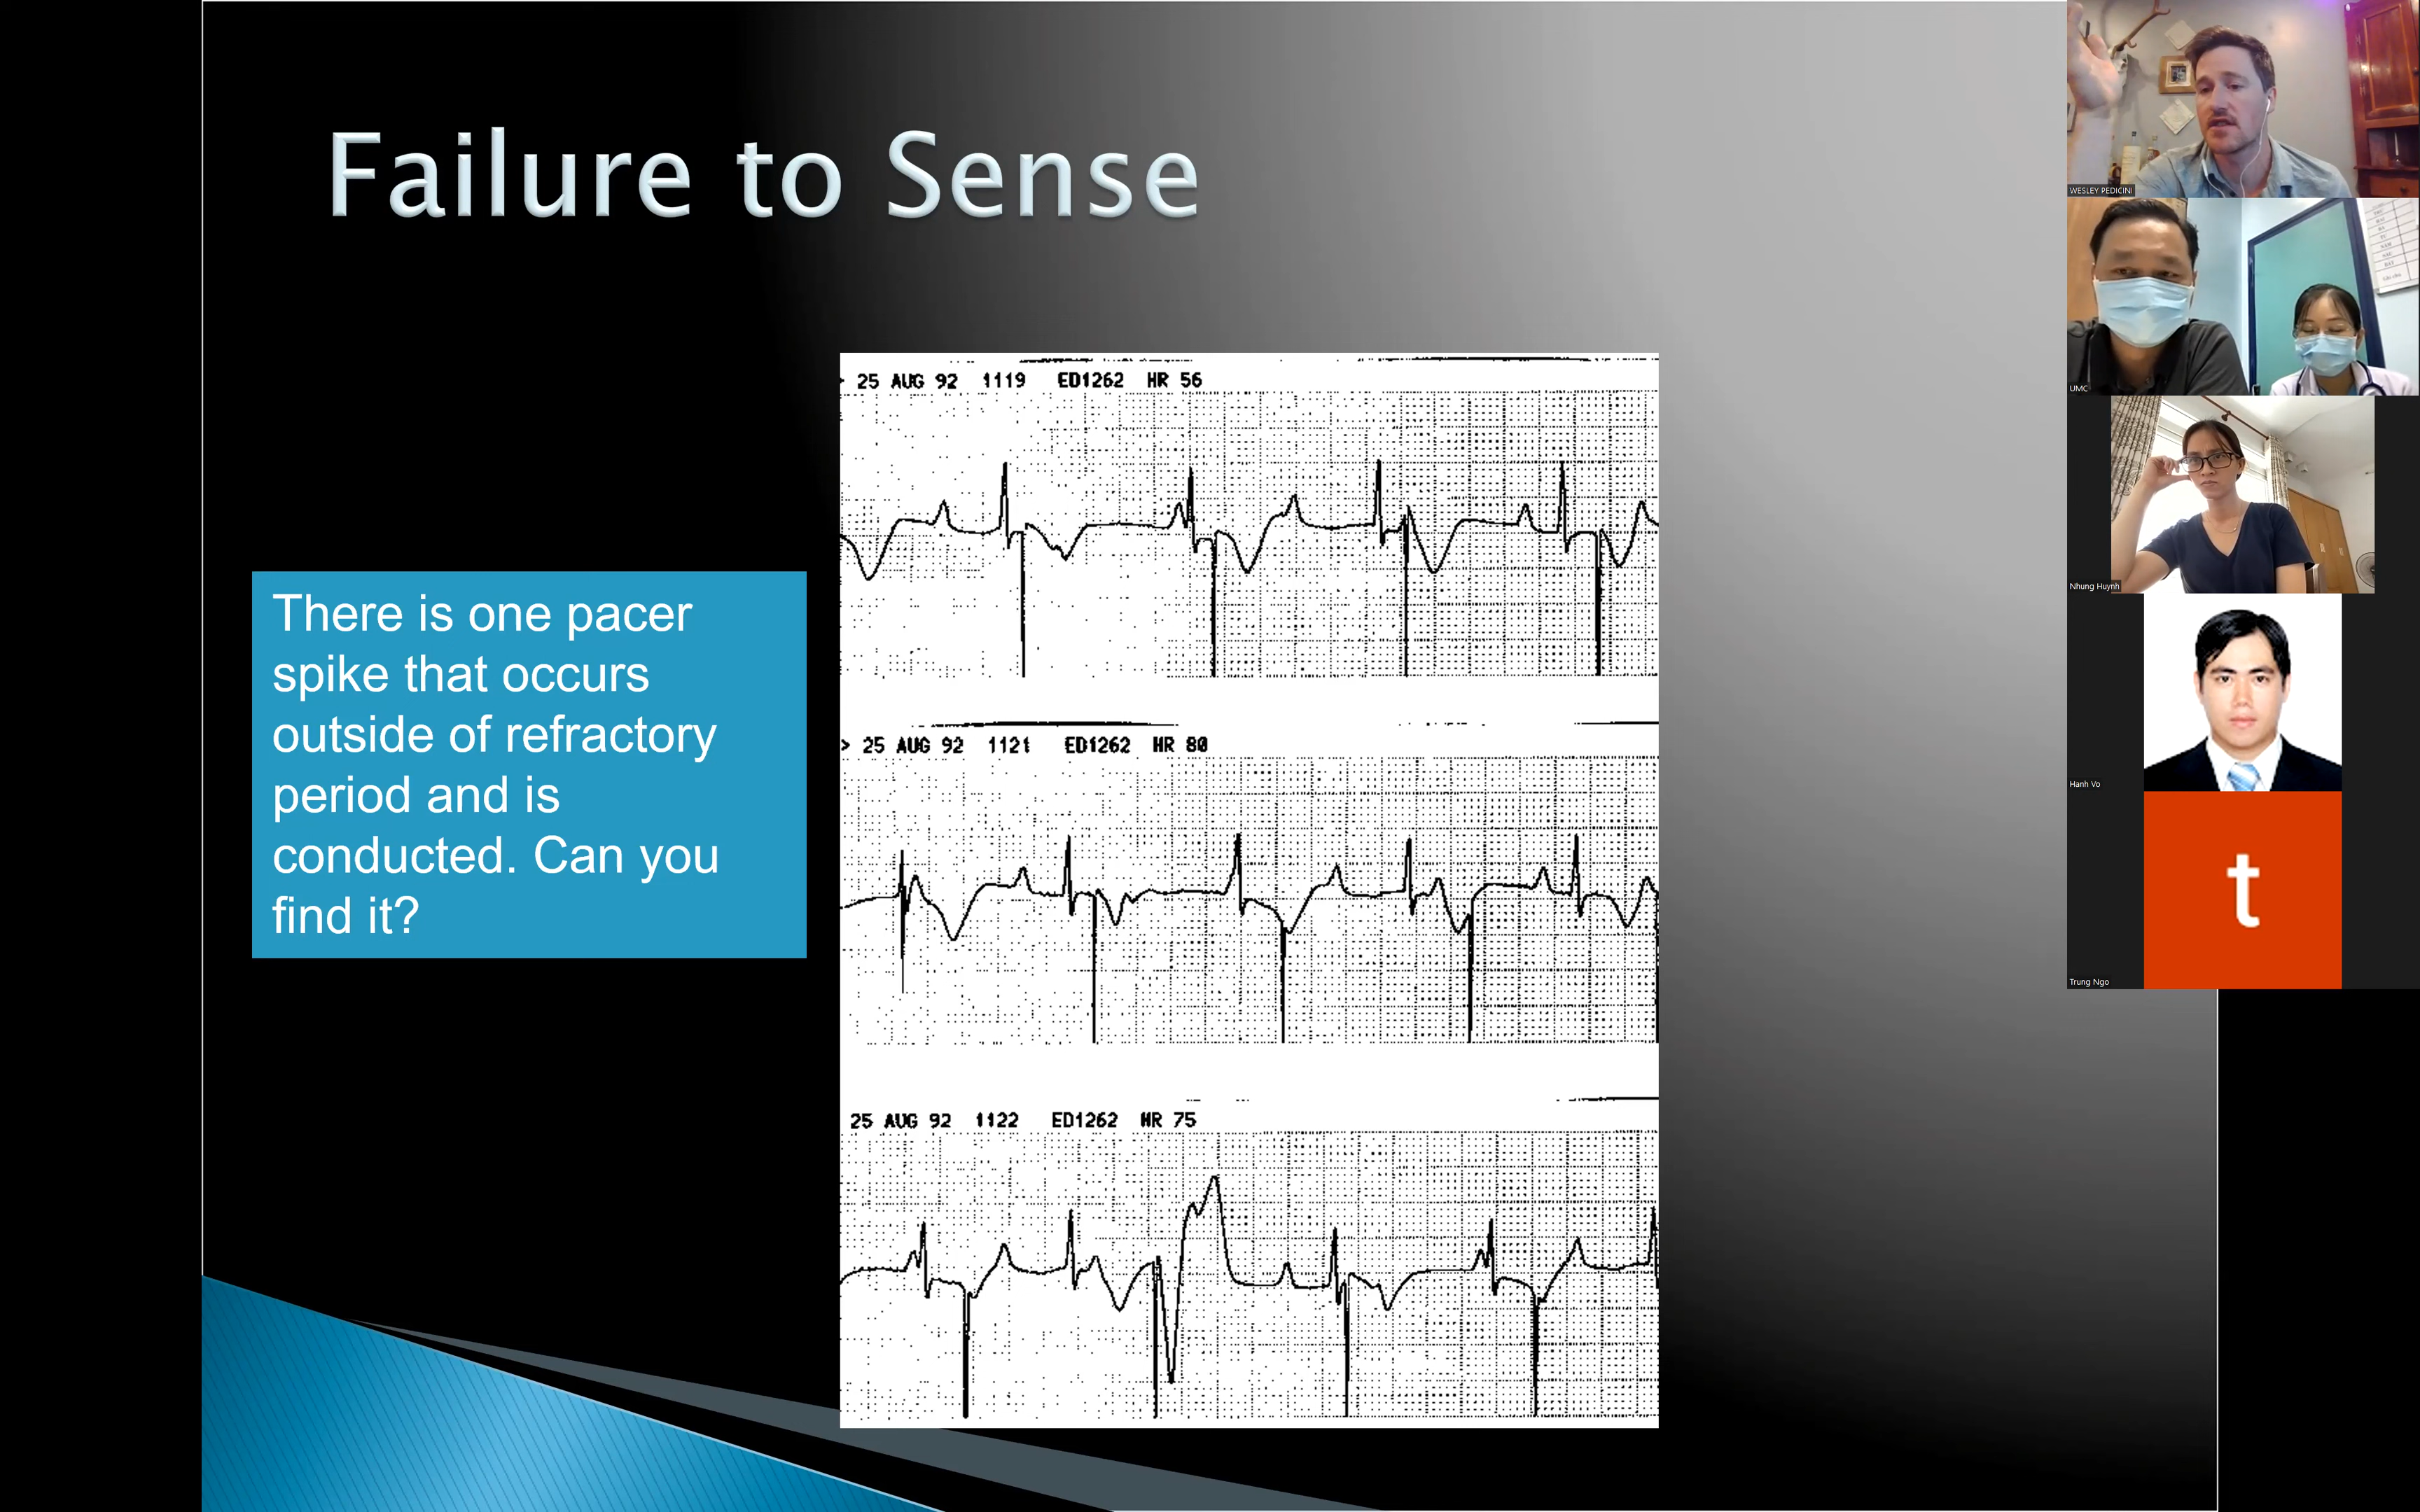 Failure to Sense
There is one pacer
spike that occurs
outside of refractory
period and is
conducted. Can you
find it?
25 AUG 92 1119 ED1262 HR 56
> 25 AUG 92 1121 ED1262 HR 80
25 AUG 92 1122 ED1262 HR 75
WESLEY PEDICINI
UMC
Nhung Huynh
Hanh Vo
t
Trung Ngo